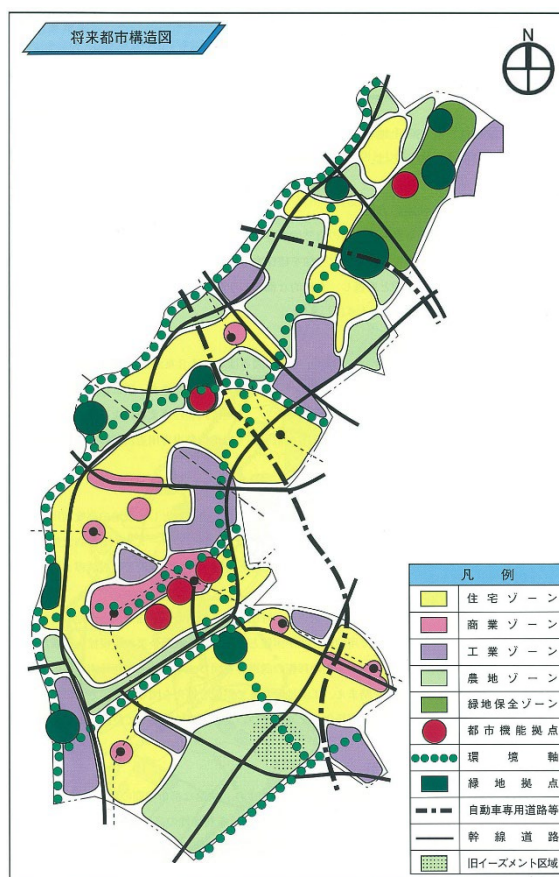 将来都市構造図
N
凡例
住宅ゾーン
商業ゾーン
工業ゾーン
農地ゾーン
緑地保全ゾーン
都市機能拠点
環境軸
緑地拠点
自動車専用道路等
幹線道路
旧イーズメント区域